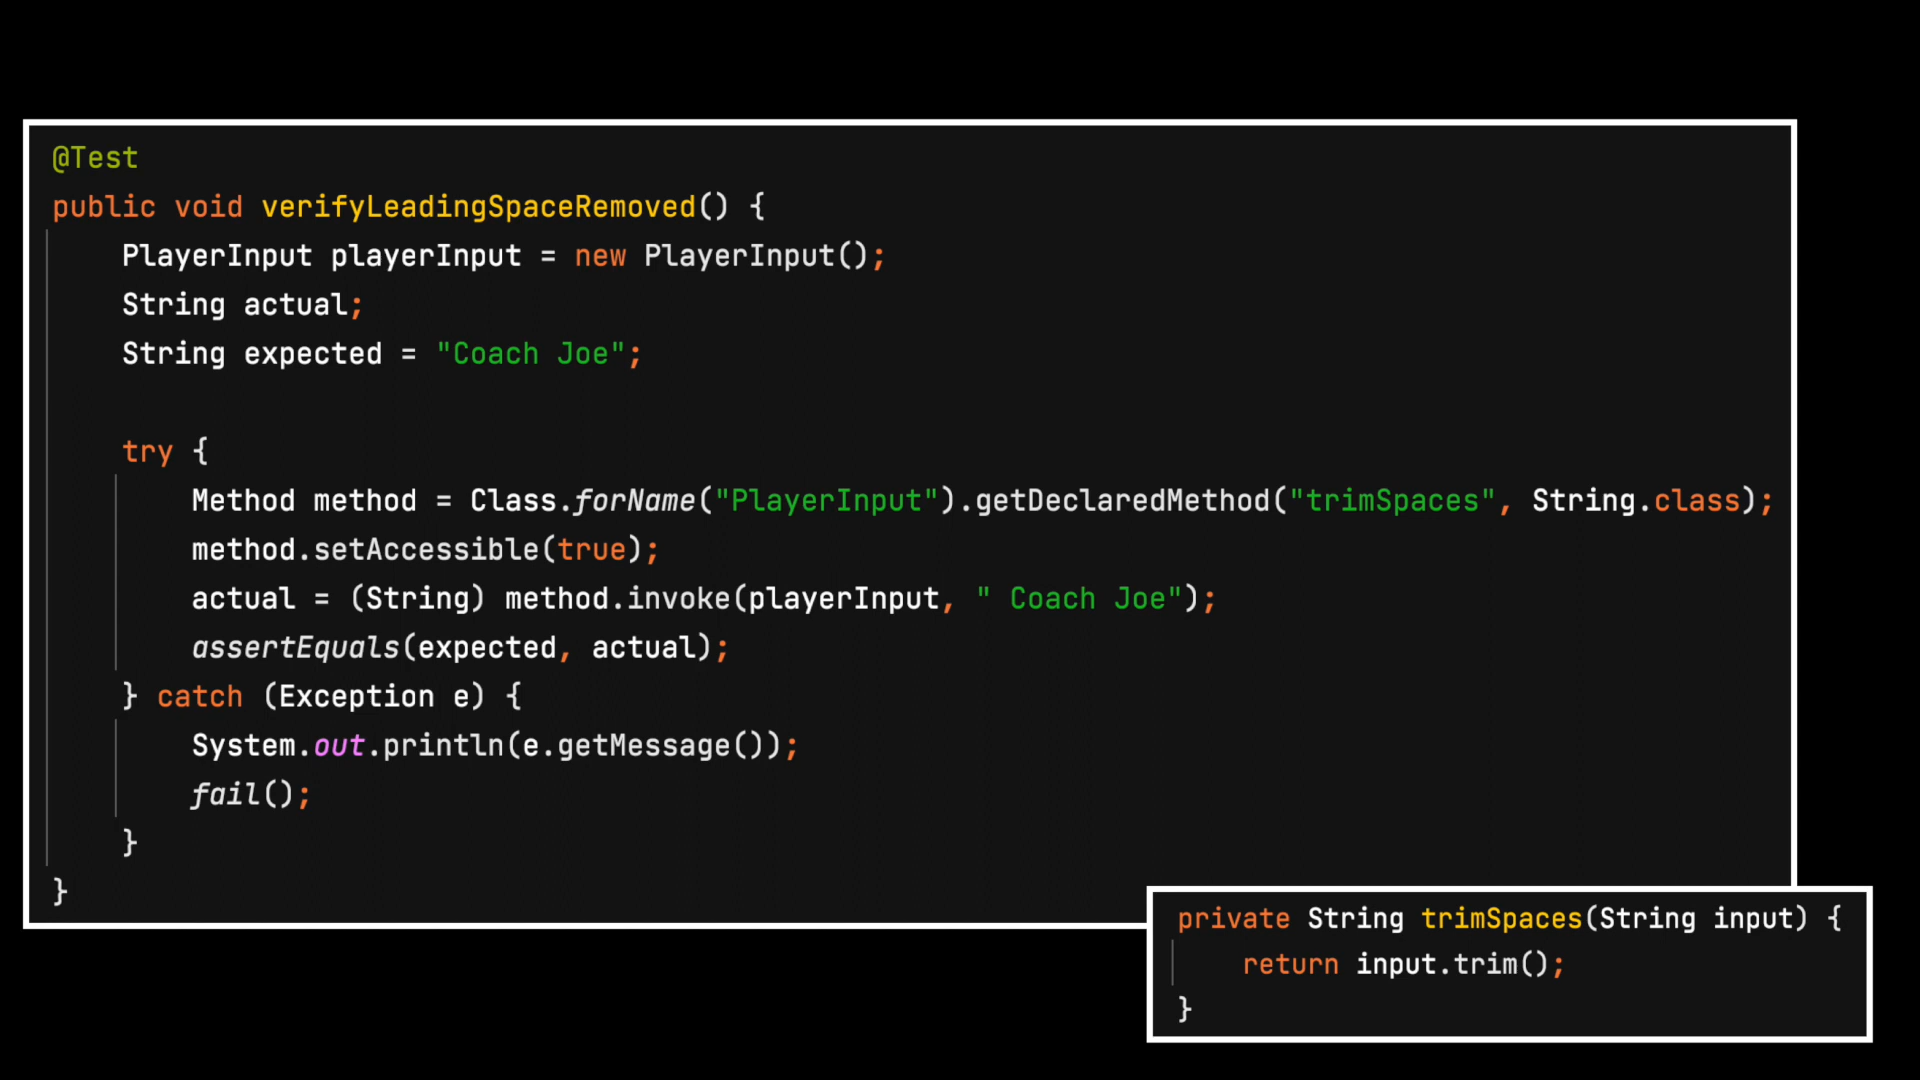 @Test
public void verifyLeadingSpaceRemoved() {
    PlayerInput playerInput = new PlayerInput();
    String actual;
    String expected = "Coach Joe";

    try {
        Method method = Class.forName("PlayerInput").getDeclaredMethod("trimSpaces", String.class);
        method.setAccessible(true);
        actual = (String) method.invoke(playerInput, " Coach Joe");
        assertEquals(expected, actual);
    } catch (Exception e) {
        System.out.println(e.getMessage());
        fail();
    }
}
private String trimSpaces(String input) {
    return input.trim();
}